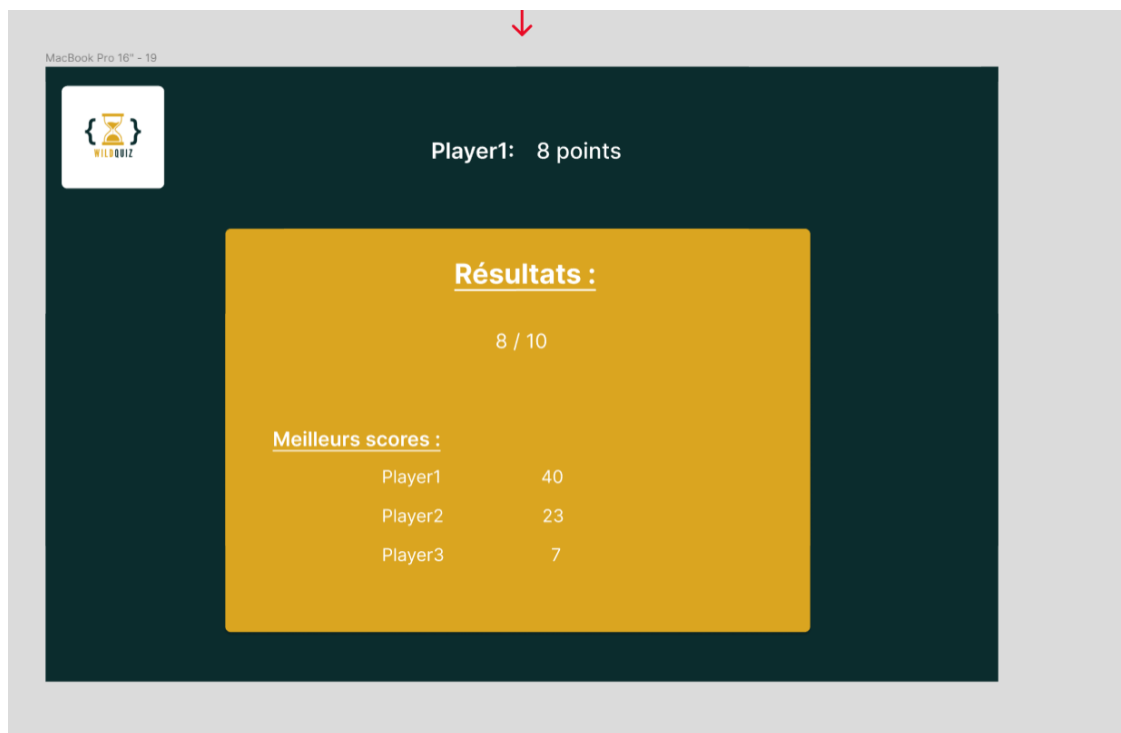 MacBook Pro 16" - 19
{ }
WILDQUIZ
Player1: 8 points
Résultats :
8 / 10
Meilleurs scores :
Player1 40
Player2 23
Player3 7